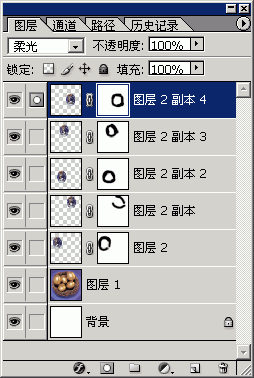 图层 通道 路径 历史记录
柔光 不透明度: 100%
锁定: 填充: 100%
图层 2 副本 4
图层 2 副本 3
图层 2 副本 2
图层 2 副本
图层 2
图层 1
背景